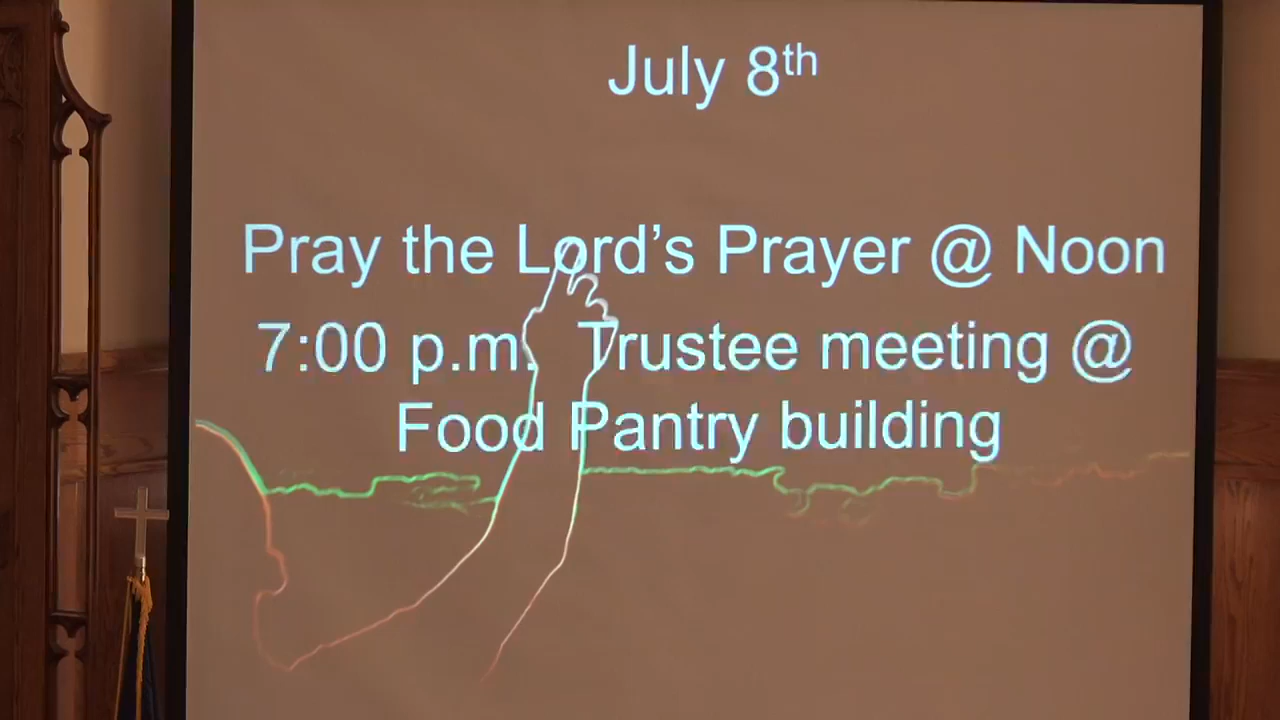 July 8th
Pray the Lord’s Prayer @ Noon
7:00 p.m. Trustee meeting @
Food Pantry building